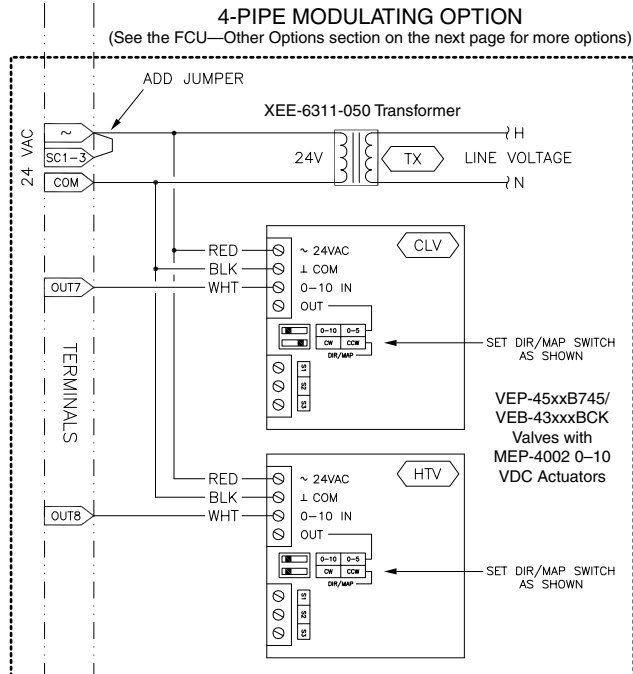 4-PIPE MODULATING OPTION
(See the FCU—Other Options section on the next page for more options)
ADD JUMPER
XEE-6311-050 Transformer
24 VAC
~
SC1-3
COM
24V
TX
LINE VOLTAGE
H
N
CLV
RED
BLK
WHT
~ 24VAC
⊥ COM
0-10 IN
OUT
OUT7
0-10 0-5
CW CCW
DIR/MAP
S1
S2
S3
SET DIR/MAP SWITCH
AS SHOWN
TERMINALS
VEP-45xxB745/
VEB-43xxxBCK
Valves with
MEP-4002 0–10
VDC Actuators
HTV
RED
BLK
WHT
~ 24VAC
⊥ COM
0-10 IN
OUT
OUT8
0-10 0-5
CW CCW
DIR/MAP
S1
S2
S3
SET DIR/MAP SWITCH
AS SHOWN